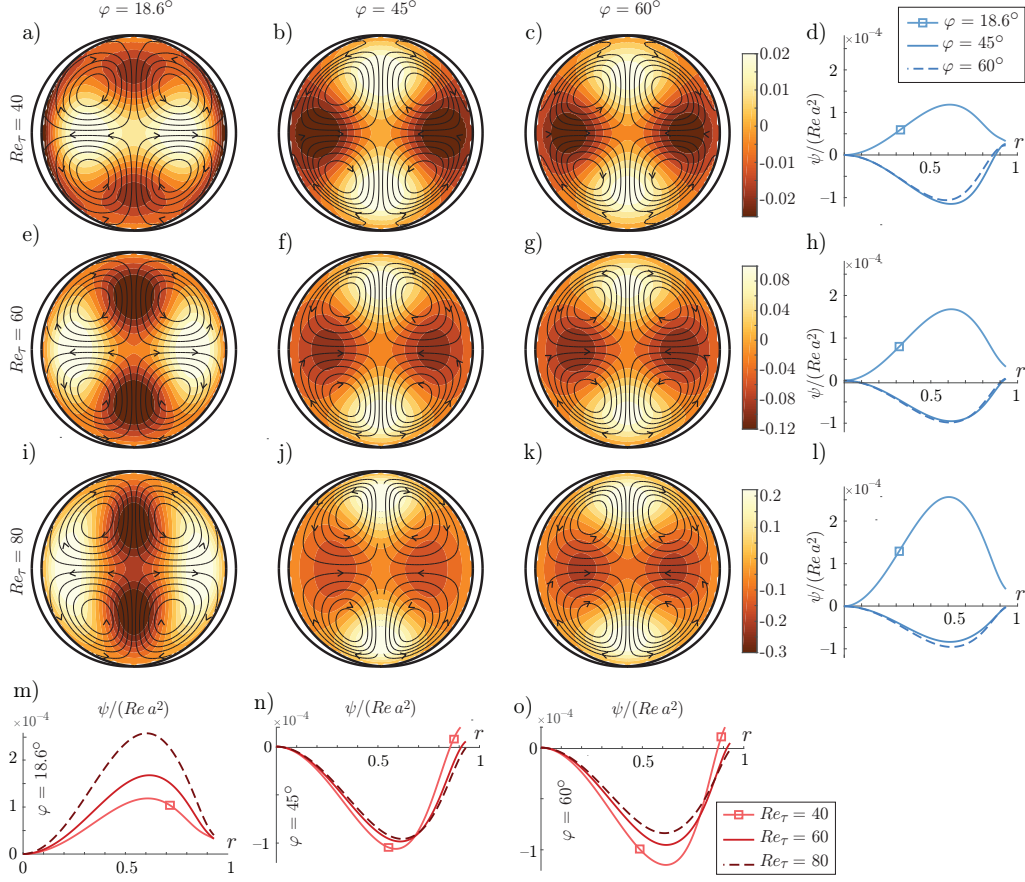 φ = 18.6° φ = 45° φ = 60°
a) b) c) d)
φ = 18.6°
φ = 45°
φ = 60°
Re_τ = 40
0.02
0.01
0
-0.01
-0.02
×10⁻⁴
ψ/(Re a²)
2
1
0
−1
0.5
1
r
e) f) g) h)
Re_τ = 60
0.08
0.04
0
-0.04
-0.08
-0.12
×10⁻⁴
ψ/(Re a²)
2
1
0
−1
0.5
1
r
i) j) k) l)
Re_τ = 80
0.2
0.1
0
-0.1
-0.2
-0.3
×10⁻⁴
ψ/(Re a²)
2
1
0
−1
0.5
1
r
m) ψ/(Re a²)
×10⁻⁴
φ = 18.6°
2
1
0
0 0.5 1
r
n) ψ/(Re a²)
×10⁻⁴
φ = 45°
0
−1
0.5
1
r
o) ψ/(Re a²)
×10⁻⁴
φ = 60°
0
−1
0.5
1
r
Re_τ = 40
Re_τ = 60
Re_τ = 80